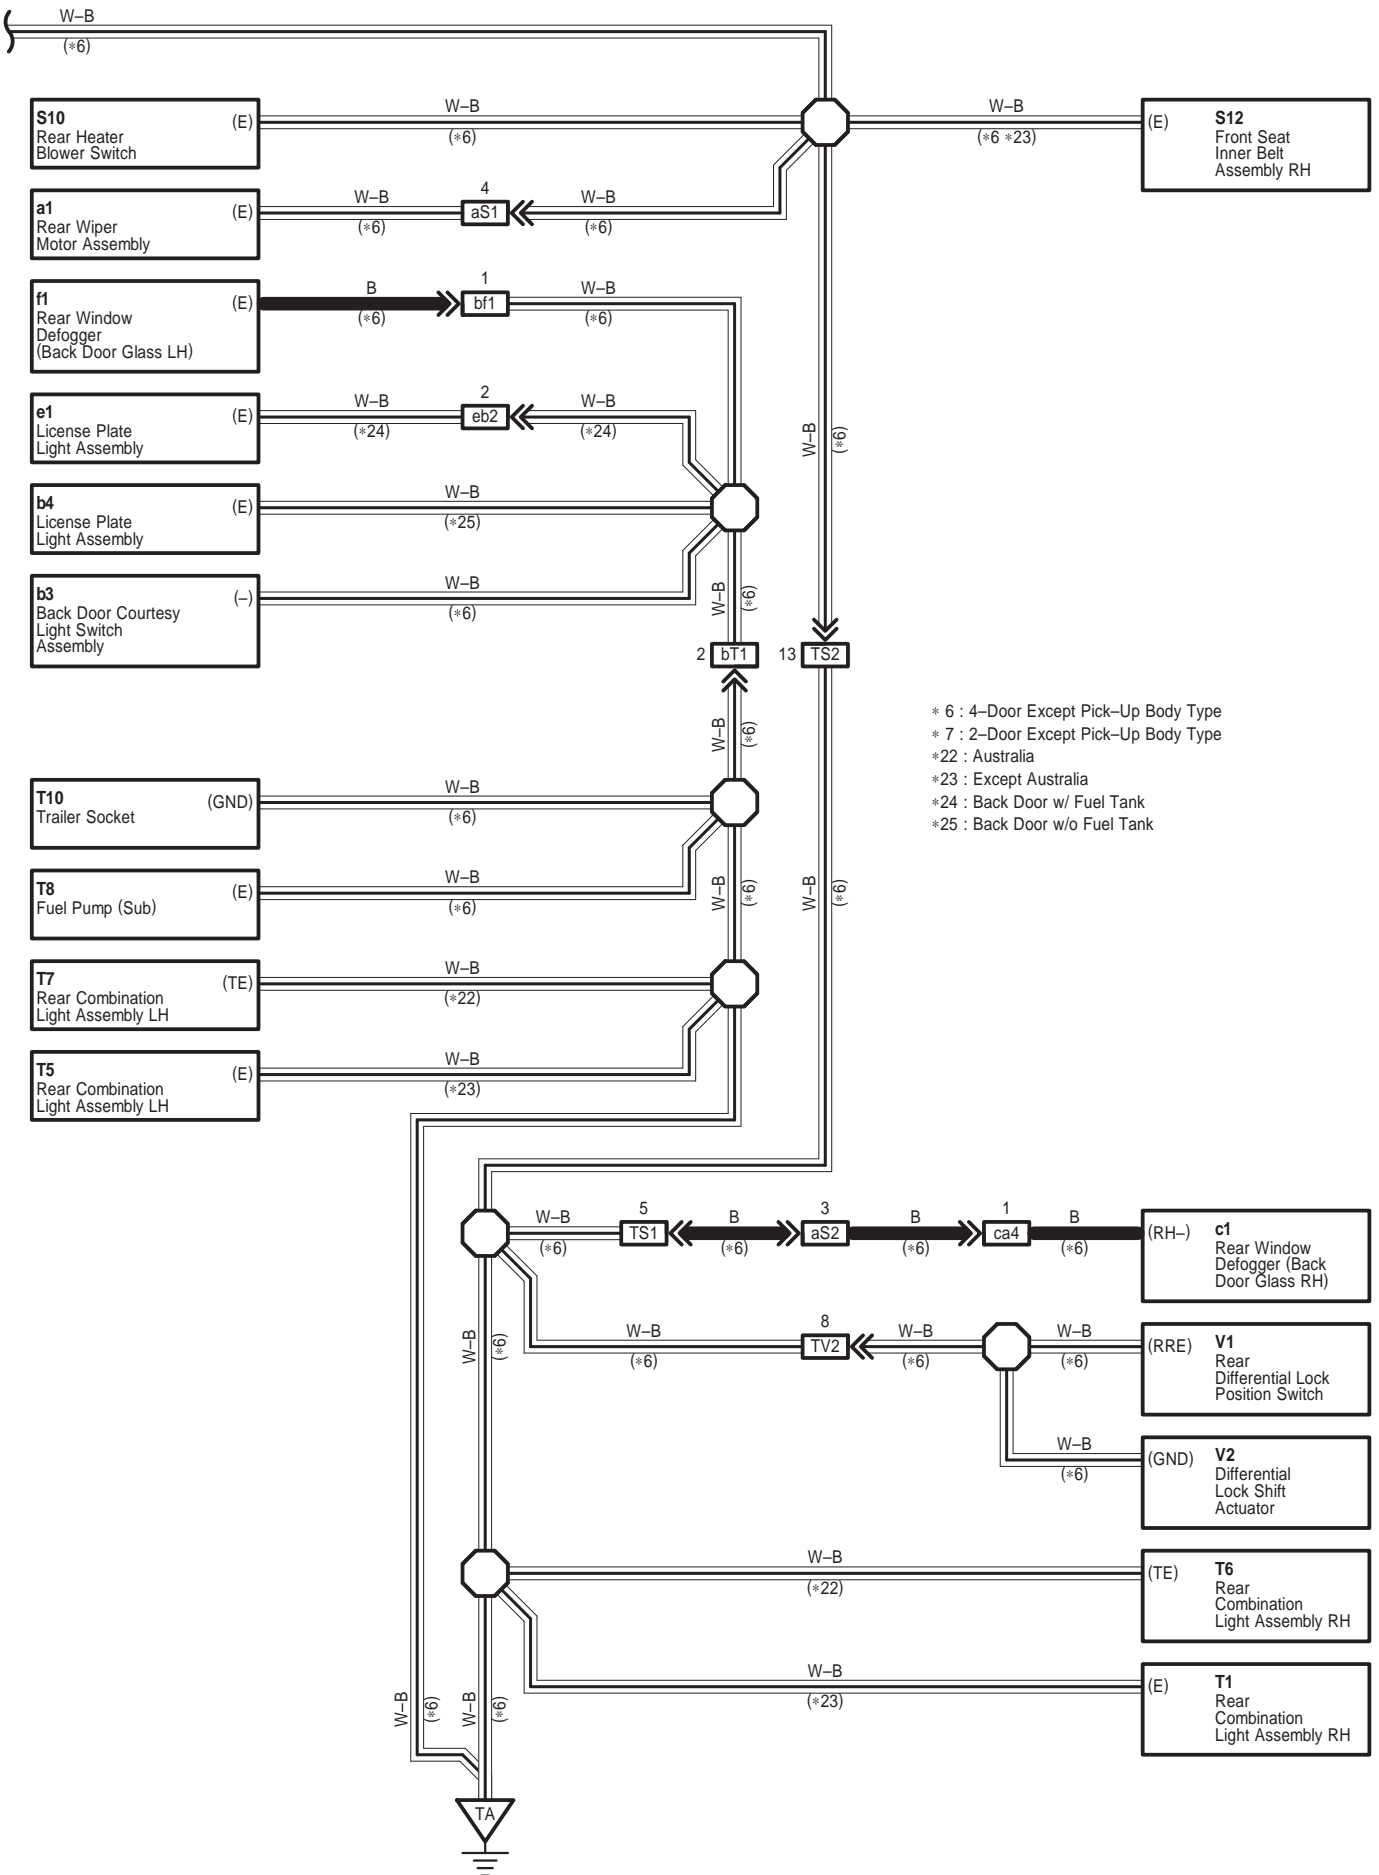 W–B
(∗6)
S10
(E)
Rear Heater
Blower Switch
W–B
(∗6)
W–B
(∗6 ∗23)
(E)
S12
Front Seat
Inner Belt
Assembly RH
a1
(E)
Rear Wiper
Motor Assembly
W–B
(∗6)
4
aS1
W–B
(∗6)
f1
(E)
Rear Window
Defogger
(Back Door Glass LH)
B
(∗6)
1
bf1
W–B
(∗6)
e1
(E)
License Plate
Light Assembly
W–B
(∗24)
2
eb2
W–B
(∗24)
W–B
(∗6)
b4
(E)
License Plate
Light Assembly
W–B
(∗25)
b3
(–)
Back Door Courtesy
Light Switch
Assembly
W–B
(∗6)
W–B
(∗6)
2
bT1
13
TS2
W–B
(∗6)
∗ 6 : 4–Door Except Pick–Up Body Type
∗ 7 : 2–Door Except Pick–Up Body Type
∗22 : Australia
∗23 : Except Australia
∗24 : Back Door w/ Fuel Tank
∗25 : Back Door w/o Fuel Tank
T10
(GND)
Trailer Socket
W–B
(∗6)
T8
(E)
Fuel Pump (Sub)
W–B
(∗6)
W–B
(∗6)
W–B
(∗6)
T7
(TE)
Rear Combination
Light Assembly LH
W–B
(∗22)
T5
(E)
Rear Combination
Light Assembly LH
W–B
(∗23)
W–B
(∗6)
5
TS1
B
(∗6)
3
aS2
B
(∗6)
1
ca4
B
(∗6)
(RH–)
c1
Rear Window
Defogger (Back
Door Glass RH)
W–B
(∗6)
W–B
(∗6)
8
TV2
W–B
(∗6)
W–B
(∗6)
(RRE)
V1
Rear
Differential Lock
Position Switch
W–B
(∗6)
(GND)
V2
Differential
Lock Shift
Actuator
W–B
(∗22)
(TE)
T6
Rear
Combination
Light Assembly RH
W–B
(∗23)
(E)
T1
Rear
Combination
Light Assembly RH
W–B
(∗6)
W–B
(∗6)
TA